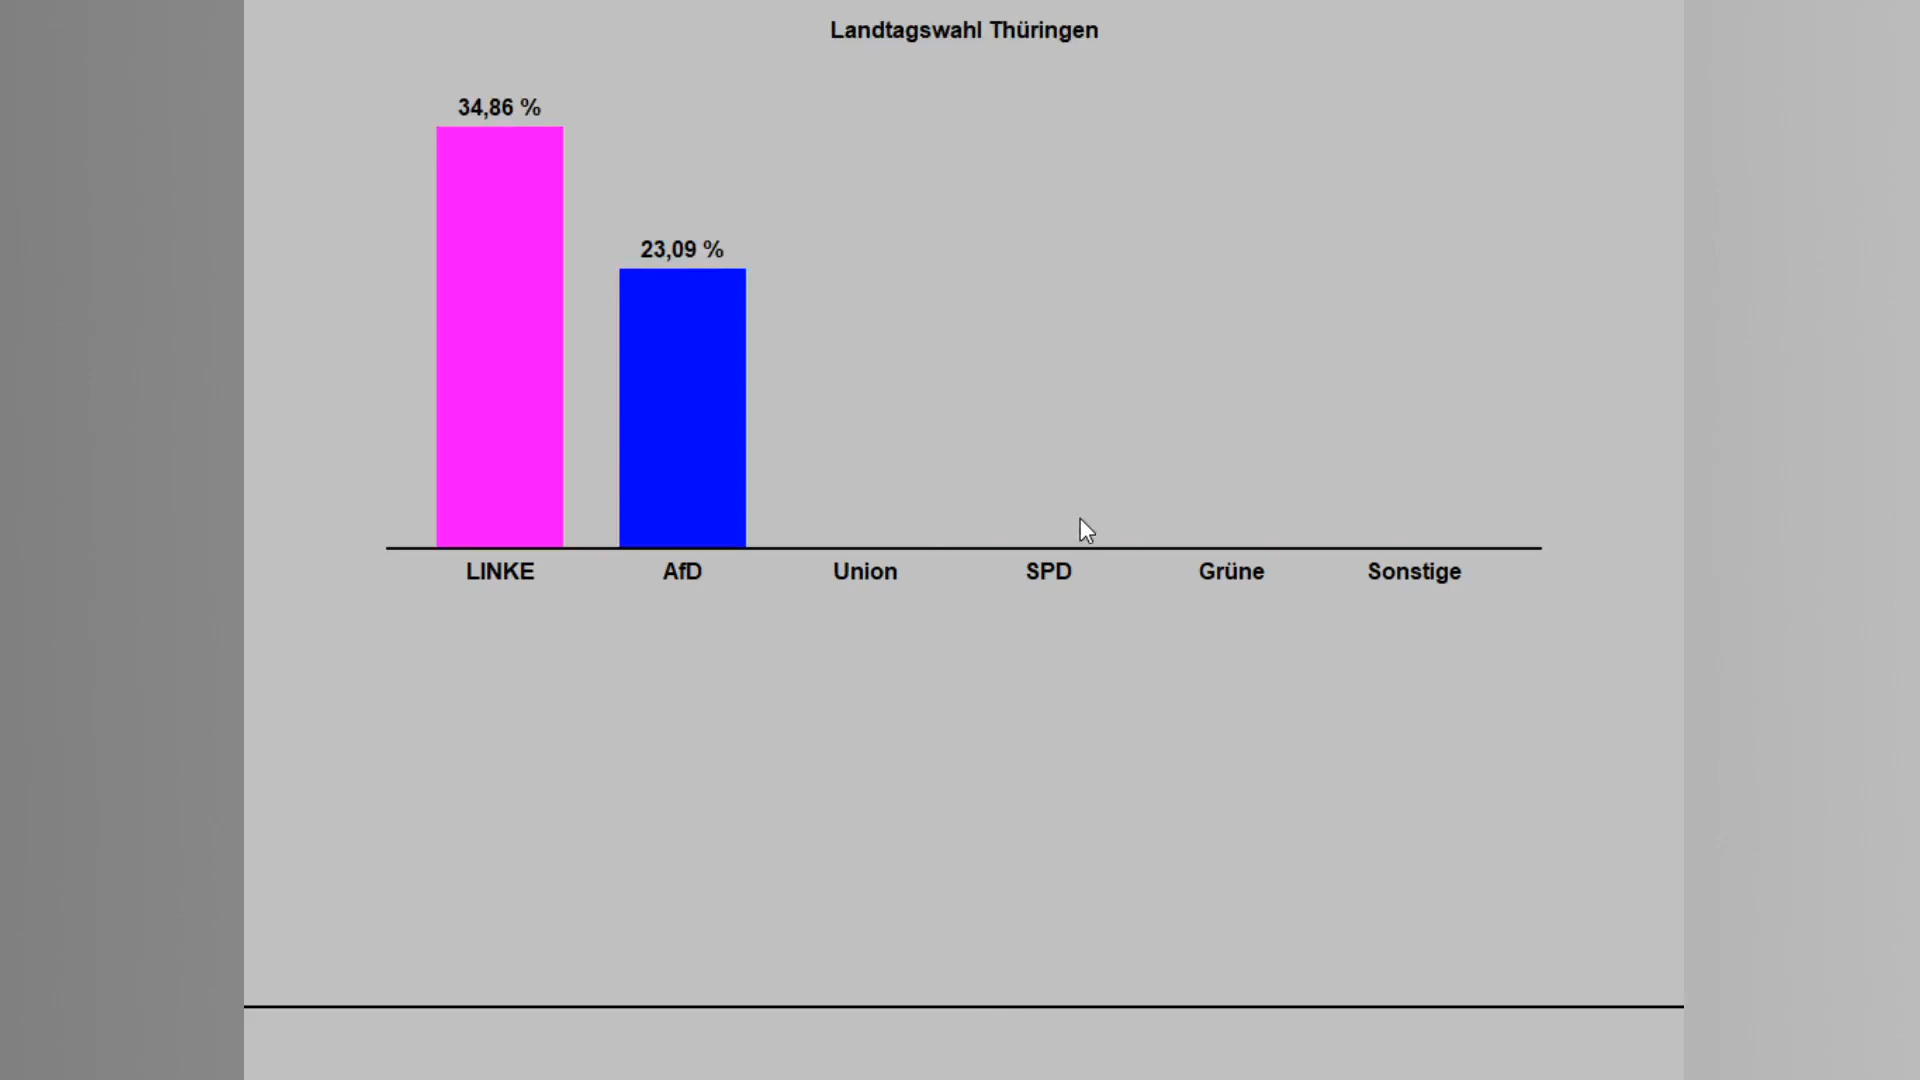 Landtagswahl Thüringen
34,86 %
23,09 %
LINKE AfD Union SPD Grüne Sonstige